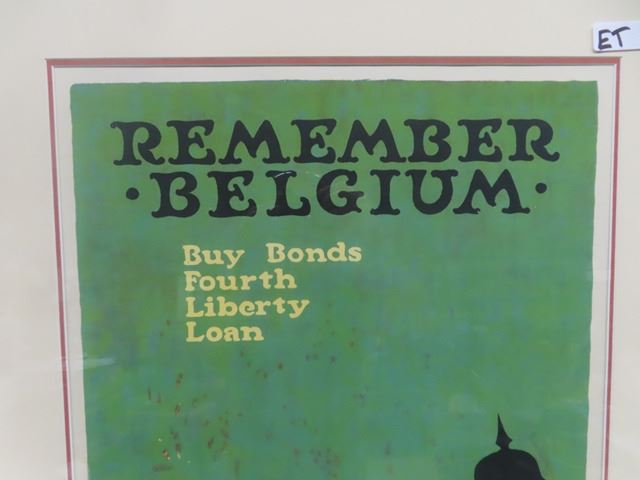 ET
REMEMBER
·BELGIUM·
Buy Bonds
Fourth
Liberty
Loan